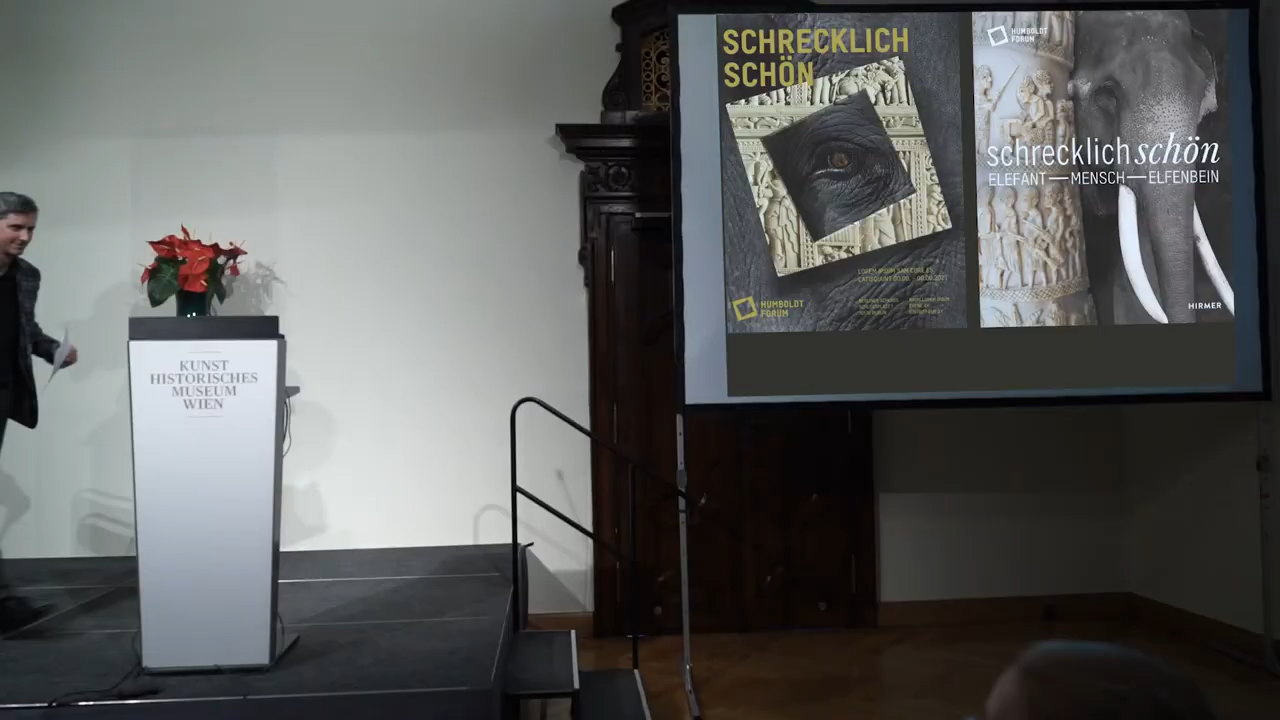 KUNST
HISTORISCHES
MUSEUM
WIEN
SCHRECKLICH
SCHÖN
HUMBOLDT
FORUM
HUMBOLDT
FORUM
schrecklich schön
ELEFANT—MENSCH—ELFENBEIN
HIRMER